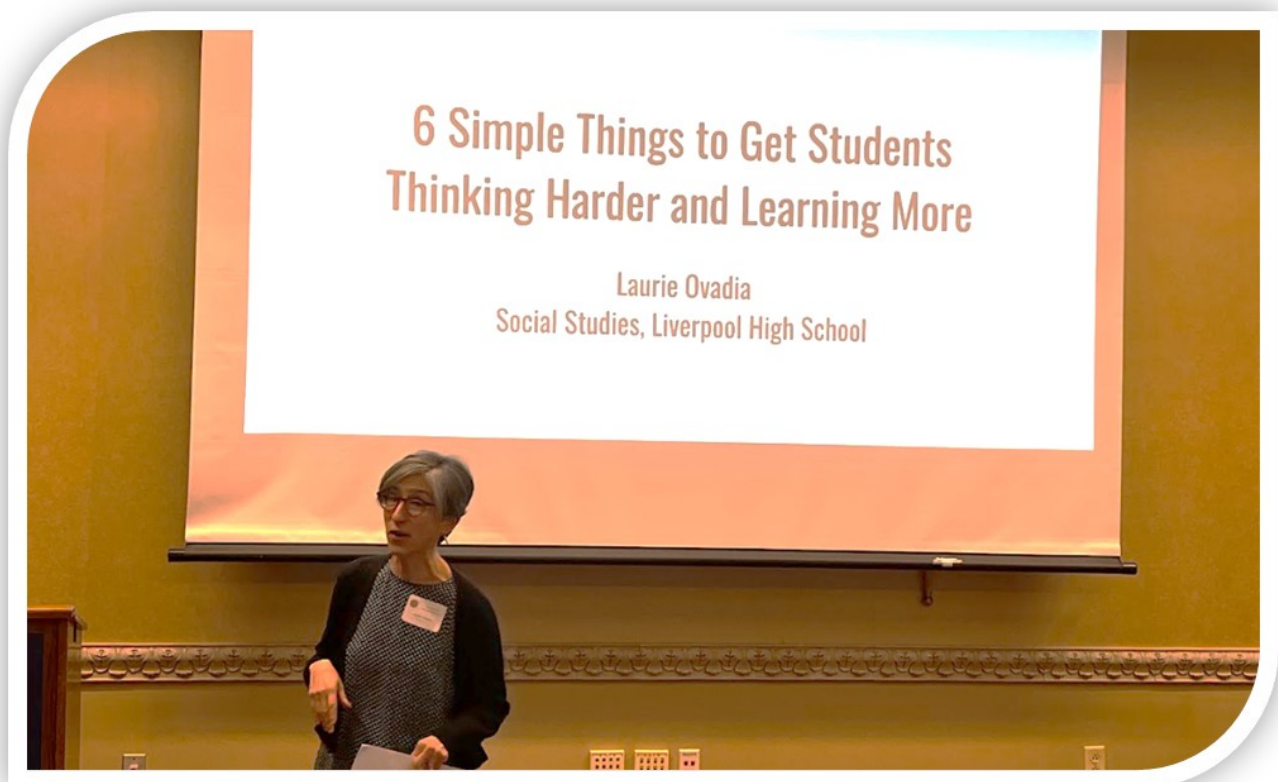 6 Simple Things to Get Students
Thinking Harder and Learning More
Laurie Ovadia
Social Studies, Liverpool High School